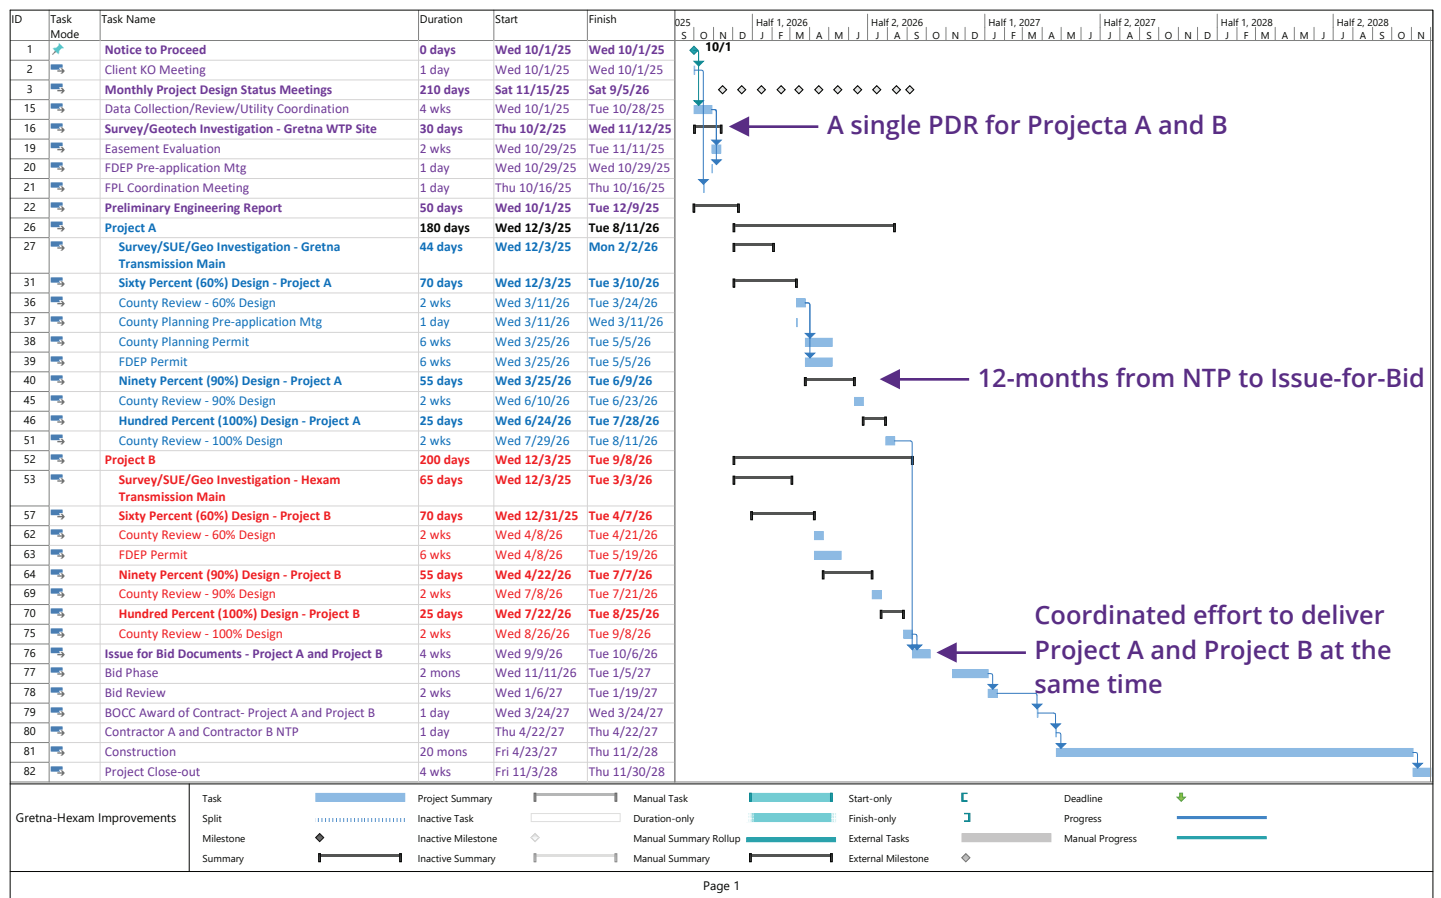 ID Task Mode Task Name Duration Start Finish
025 Half 1, 2026 Half 2, 2026 Half 1, 2027 Half 2, 2027 Half 1, 2028 Half 2, 2028
S O N D J F M A M J J A S O N D J F M A M J J A S O N D J F M A M J J A S O N
1 Notice to Proceed 0 days Wed 10/1/25 Wed 10/1/25 10/1
2 Client KO Meeting 1 day Wed 10/1/25 Wed 10/1/25
3 Monthly Project Design Status Meetings 210 days Sat 11/15/25 Sat 9/5/26
15 Data Collection/Review/Utility Coordination 4 wks Wed 10/1/25 Tue 10/28/25
16 Survey/Geotech Investigation - Gretna WTP Site 30 days Thu 10/2/25 Wed 11/12/25
A single PDR for Projecta A and B
19 Easement Evaluation 2 wks Wed 10/29/25 Tue 11/11/25
20 FDEP Pre-application Mtg 1 day Wed 10/29/25 Wed 10/29/25
21 FPL Coordination Meeting 1 day Thu 10/16/25 Thu 10/16/25
22 Preliminary Engineering Report 50 days Wed 10/1/25 Tue 12/9/25
26 Project A 180 days Wed 12/3/25 Tue 8/11/26
27 Survey/SUE/Geo Investigation - Gretna 44 days Wed 12/3/25 Mon 2/2/26
Transmission Main
31 Sixty Percent (60%) Design - Project A 70 days Wed 12/3/25 Tue 3/10/26
36 County Review - 60% Design 2 wks Wed 3/11/26 Tue 3/24/26
37 County Planning Pre-application Mtg 1 day Wed 3/11/26 Wed 3/11/26
38 County Planning Permit 6 wks Wed 3/25/26 Tue 5/5/26
39 FDEP Permit 6 wks Wed 3/25/26 Tue 5/5/26
40 Ninety Percent (90%) Design - Project A 55 days Wed 3/25/26 Tue 6/9/26
12-months from NTP to Issue-for-Bid
45 County Review - 90% Design 2 wks Wed 6/10/26 Tue 6/23/26
46 Hundred Percent (100%) Design - Project A 25 days Wed 6/24/26 Tue 7/28/26
51 County Review - 100% Design 2 wks Wed 7/29/26 Tue 8/11/26
52 Project B 200 days Wed 12/3/25 Tue 9/8/26
53 Survey/SUE/Geo Investigation - Hexam 65 days Wed 12/3/25 Tue 3/3/26
Transmission Main
57 Sixty Percent (60%) Design - Project B 70 days Wed 12/31/25 Tue 4/7/26
62 County Review - 60% Design 2 wks Wed 4/8/26 Tue 4/21/26
63 FDEP Permit 6 wks Wed 4/8/26 Tue 5/19/26
64 Ninety Percent (90%) Design - Project B 55 days Wed 4/22/26 Tue 7/7/26
69 County Review - 90% Design 2 wks Wed 7/8/26 Tue 7/21/26
70 Hundred Percent (100%) Design - Project B 25 days Wed 7/22/26 Tue 8/25/26
75 County Review - 100% Design 2 wks Wed 8/26/26 Tue 9/8/26
76 Issue for Bid Documents - Project A and Project B 4 wks Wed 9/9/26 Tue 10/6/26
Coordinated effort to deliver
Project A and Project B at the
same time
77 Bid Phase 2 mons Wed 11/11/26 Tue 1/5/27
78 Bid Review 2 wks Wed 1/6/27 Tue 1/19/27
79 BOCC Award of Contract- Project A and Project B 1 day Wed 3/24/27 Wed 3/24/27
80 Contractor A and Contractor B NTP 1 day Thu 4/22/27 Thu 4/22/27
81 Construction 20 mons Fri 4/23/27 Thu 11/2/28
82 Project Close-out 4 wks Fri 11/3/28 Thu 11/30/28
Gretna-Hexam Improvements
Task Project Summary Manual Task Start-only Deadline
Split Inactive Task Duration-only Finish-only Progress
Milestone Inactive Milestone Manual Summary Rollup External Tasks Manual Progress
Summary Inactive Summary Manual Summary External Milestone
Page 1